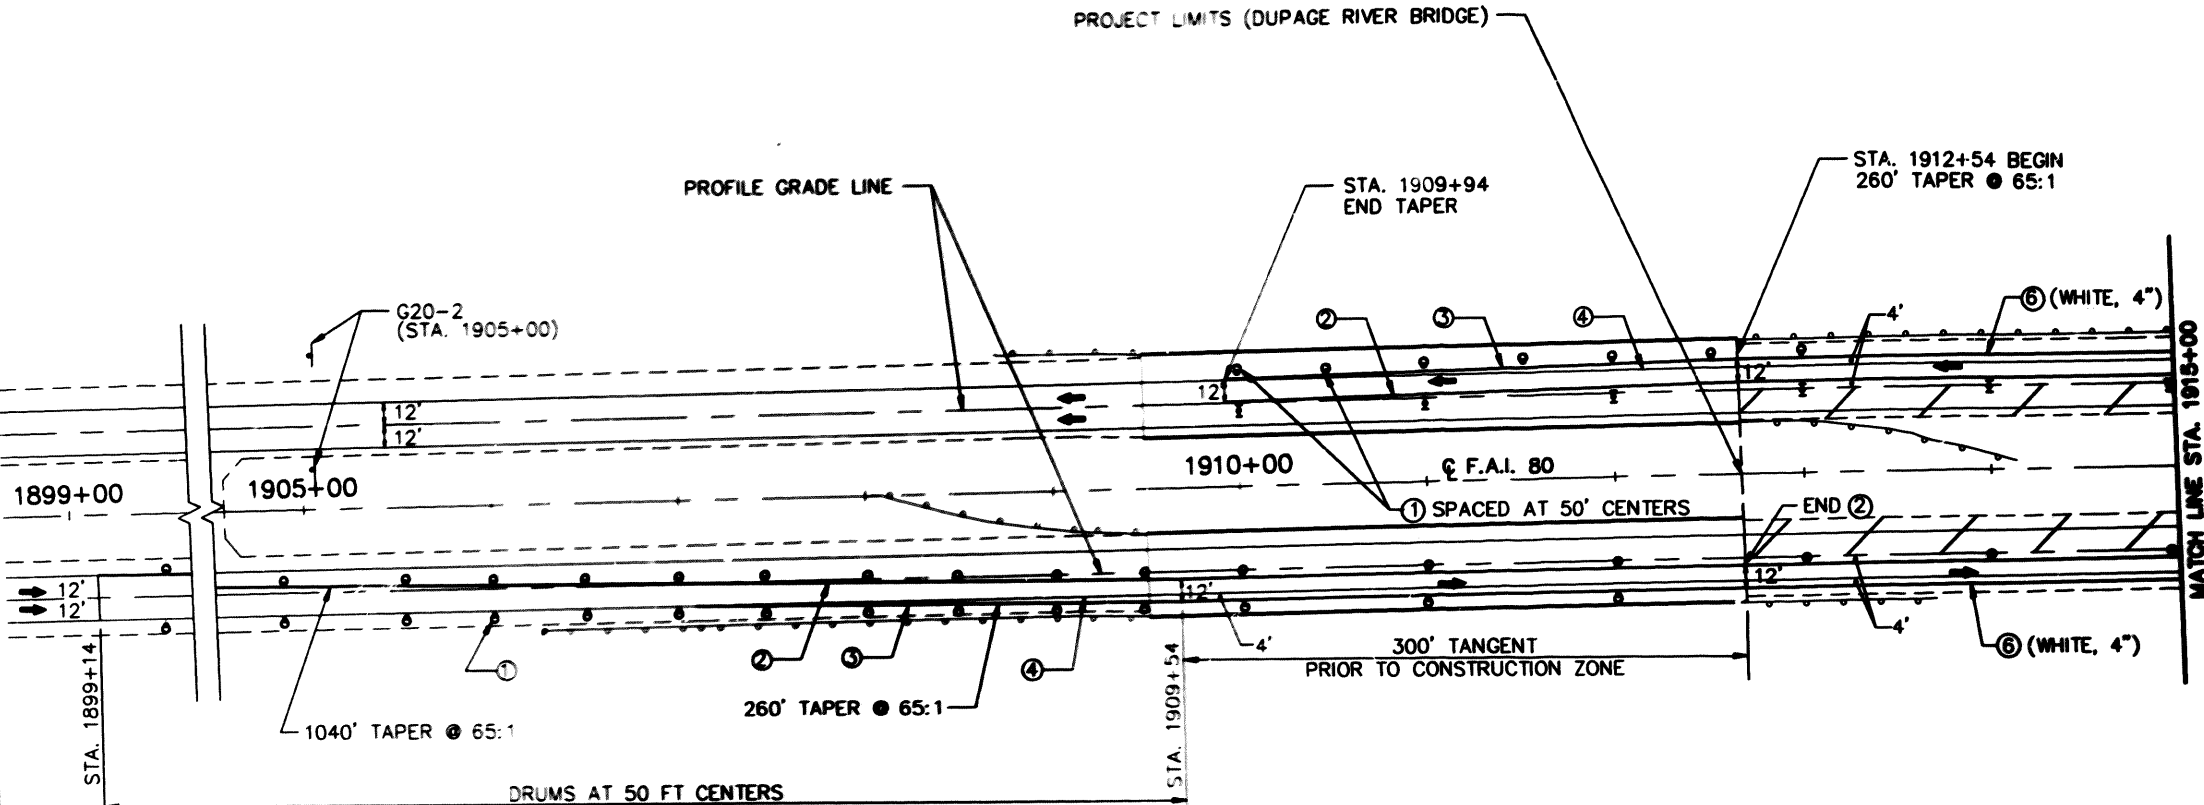 PROJECT LIMITS (DUPAGE RIVER BRIDGE)
STA. 1912+54 BEGIN
260' TAPER @ 65:1
PROFILE GRADE LINE
STA. 1909+94
END TAPER
G20-2
(STA. 1905+00)
② ③ ④ 4' ⑥ (WHITE, 4")
12' 12'
12'
12'
MATCH LINE STA. 1915+00
1899+00 1905+00 1910+00 ℄ F.A.I. 80
① SPACED AT 50' CENTERS
END ②
12'
12'
12' 12'
① ② ③ ④ 4' 4'
300' TANGENT
PRIOR TO CONSTRUCTION ZONE
⑥ (WHITE, 4")
STA. 1899+14
1040' TAPER @ 65:1
260' TAPER @ 65:1
STA. 1909+54
DRUMS AT 50 FT CENTERS